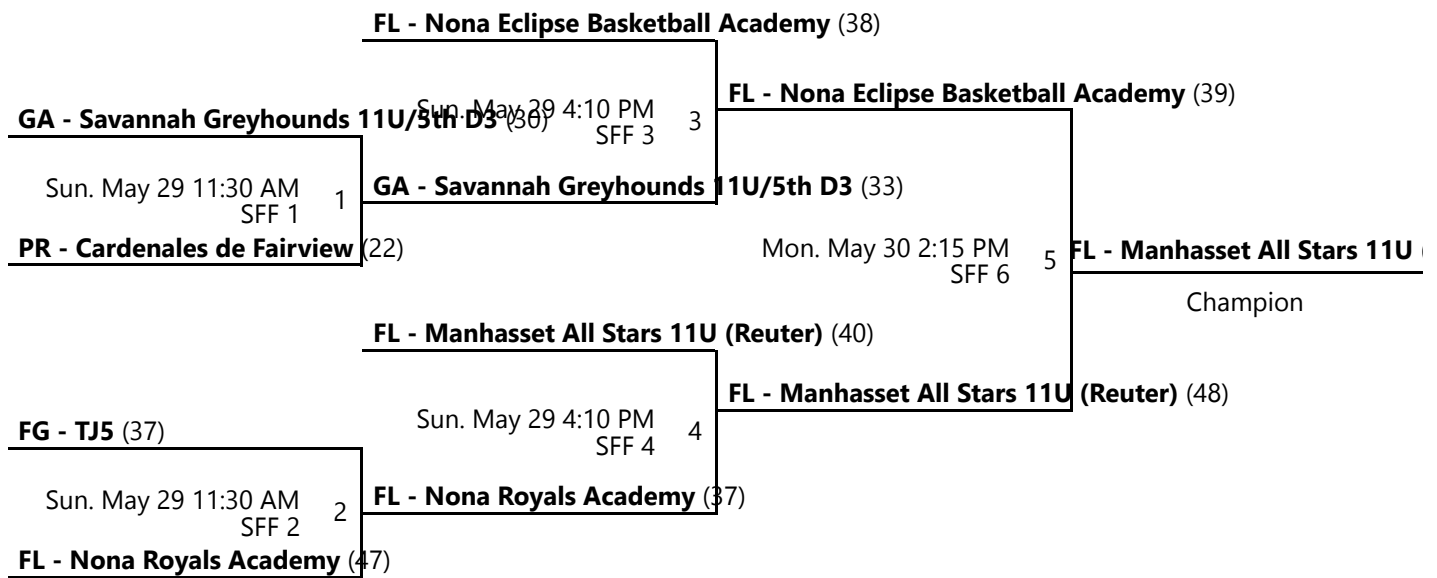 FL - Nona Eclipse Basketball Academy (38)
FL - Nona Eclipse Basketball Academy (39)
Sun. May 29 4:10 PM
GA - Savannah Greyhounds 11U/5th D3 (30)
3
SFF 3
Sun. May 29 11:30 AM
GA - Savannah Greyhounds 11U/5th D3 (33)
1
SFF 1
PR - Cardenales de Fairview (22)
Mon. May 30 2:15 PM
FL - Manhasset All Stars 11U (
5
SFF 6
Champion
FL - Manhasset All Stars 11U (Reuter) (40)
FL - Manhasset All Stars 11U (Reuter) (48)
Sun. May 29 4:10 PM
FG - TJ5 (37)
4
SFF 4
Sun. May 29 11:30 AM
FL - Nona Royals Academy (37)
2
SFF 2
FL - Nona Royals Academy (47)